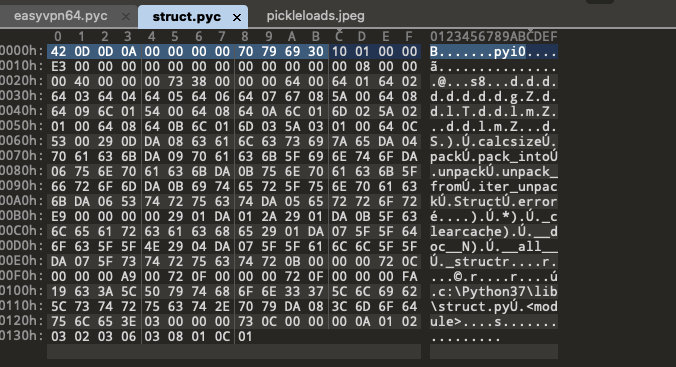 easyvpn64.pyc × struct.pyc × pickleloads.jpeg
0 1 2 3 4 5 6 7 8 9 A B Č D E F 0123456789ABČDEF
0000h: 42 0D 0D 0A 00 00 00 00 70 79 69 30 10 01 00 00 B.......pyi0....
0010h: E3 00 00 00 00 00 00 00 00 00 00 00 00 08 00 00 ã...............
0020h: 00 40 00 00 00 73 38 00 00 00 64 00 64 01 64 02 .@...s8...d.d.d.
0030h: 64 03 64 04 64 05 64 06 64 07 67 08 5A 00 64 08 d.d.d.d.d.g.Z.d.
0040h: 64 09 6C 01 54 00 64 08 64 0A 6C 01 6D 02 5A 02 d.l.T.d.d.l.m.Z.
0050h: 01 00 64 08 64 0B 6C 01 6D 03 5A 03 01 00 64 0C ..d.d.l.m.Z...d.
0060h: 53 00 29 0D DA 08 63 61 6C 63 73 69 7A 65 DA 04 S.).Ú.calcsizeÚ.
0070h: 70 61 63 6B DA 09 70 61 63 6B 5F 69 6E 74 6F DA packÚ.pack_intoÚ
0080h: 06 75 6E 70 61 63 6B DA 0B 75 6E 70 61 63 6B 5F .unpackÚ.unpack_
0090h: 66 72 6F 6D DA 0B 69 74 65 72 5F 75 6E 70 61 63 fromÚ.iter_unpac
00A0h: 6B DA 06 53 74 72 75 63 74 DA 05 65 72 72 6F 72 kÚ.StructÚ.error
00B0h: E9 00 00 00 00 29 01 DA 01 2A 29 01 DA 0B 5F 63 é....).Ú.*).Ú._c
00C0h: 6C 65 61 72 63 61 63 68 65 29 01 DA 07 5F 5F 64 learcache).Ú.__d
00D0h: 6F 63 5F 5F 4E 29 04 DA 07 5F 5F 61 6C 6C 5F 5F oc__N).Ú.__all__
00E0h: DA 07 5F 73 74 72 75 63 74 72 0B 00 00 00 72 0C Ú._structr....r.
00F0h: 00 00 00 A9 00 72 0F 00 00 00 72 0F 00 00 00 FA ...©.r....r....ú
0100h: 19 63 3A 5C 50 79 74 68 6F 6E 33 37 5C 6C 69 62 .c:\Python37\lib
0110h: 5C 73 74 72 75 63 74 2E 70 79 DA 08 3C 6D 6F 64 \struct.pyÚ.<mod
0120h: 75 6C 65 3E 03 00 00 00 73 0C 00 00 00 0A 01 02 ule>....s.......
0130h: 03 02 03 06 03 08 01 0C 01 .........